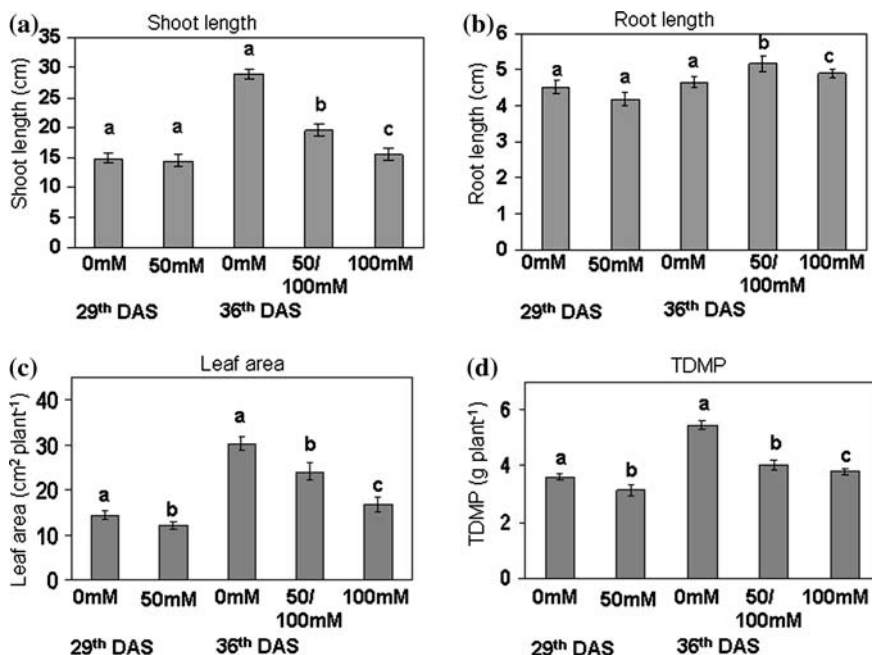 (a) Shoot length
Shoot length (cm)
35
30
25
20
15
10
5
0
a
a
a
b
c
0mM 50mM 0mM 50/ 100mM
100mM
29th DAS 36th DAS
(b) Root length
Root length (cm)
6
5
4
3
2
1
0
a
a
a
b
c
0mM 50mM 0mM 50/ 100mM
100mM
29th DAS 36th DAS
(c) Leaf area
Leaf area (cm² plant⁻¹)
40
30
20
10
0
a
b
a
b
c
0mM 50mM 0mM 50/ 100mM
100mM
29th DAS 36th DAS
(d) TDMP
TDMP (g plant⁻¹)
6
4
2
0
a
b
a
b
c
0mM 50mM 0mM 50/ 100mM
100mM
29th DAS 36th DAS